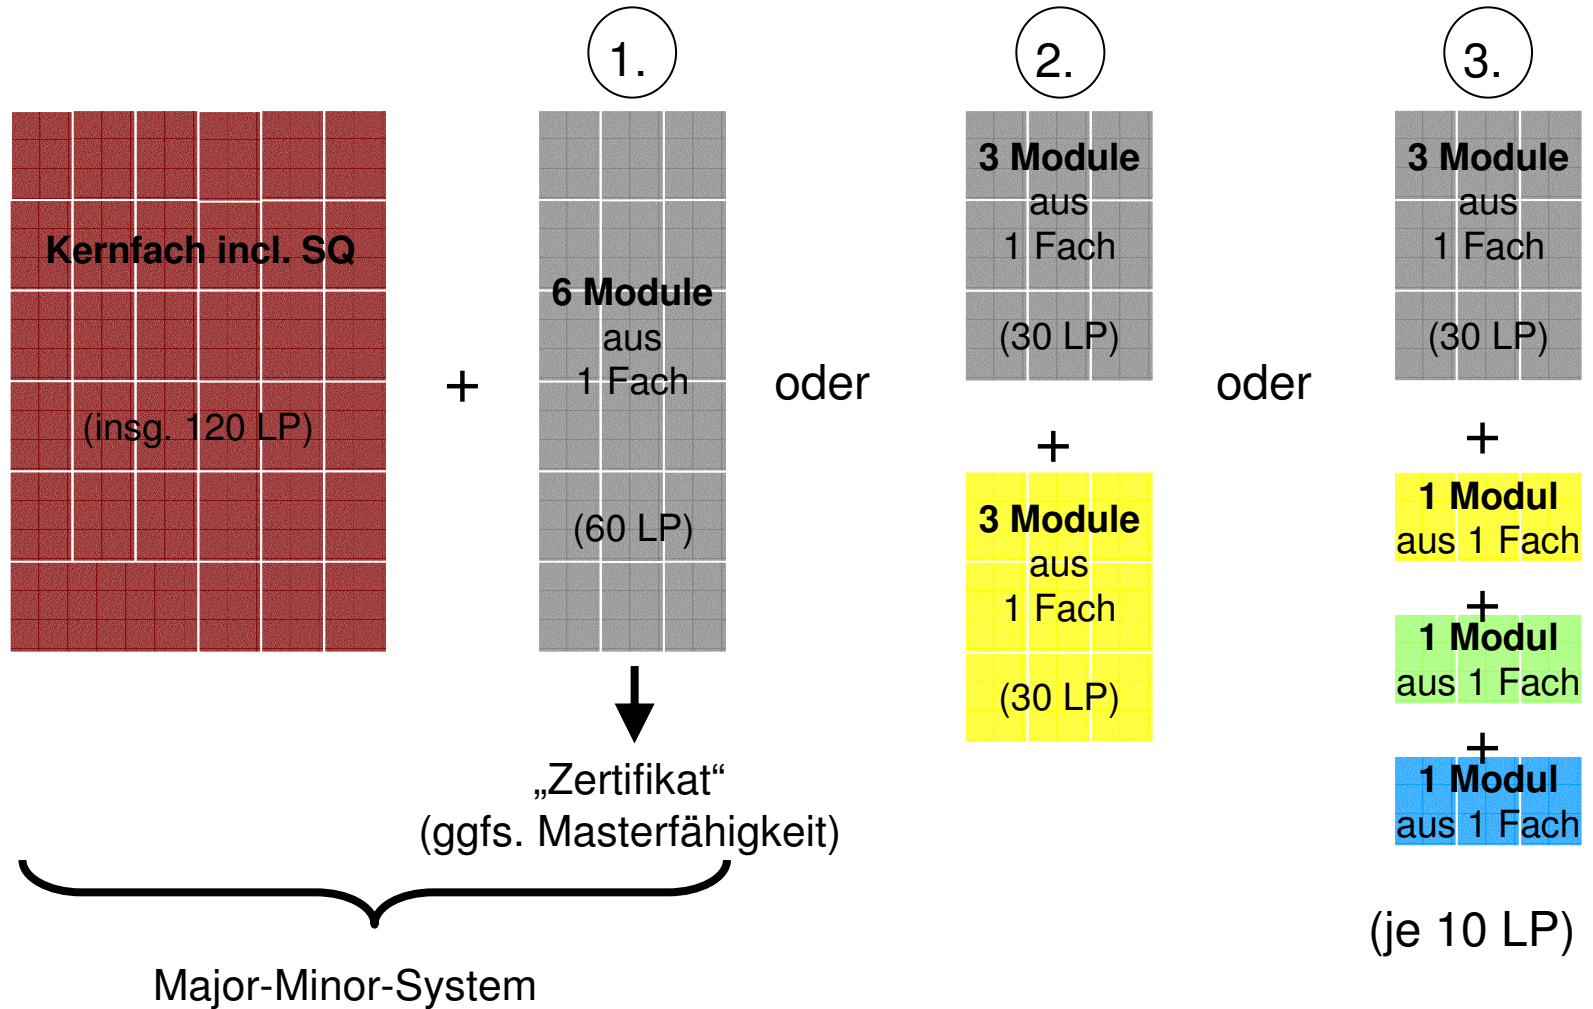 1.
2.
3.
Kernfach incl. SQ
(insg. 120 LP)
+
6 Module
aus
1 Fach
(60 LP)
oder
3 Module
aus
1 Fach
(30 LP)
+
3 Module
aus
1 Fach
(30 LP)
oder
3 Module
aus
1 Fach
(30 LP)
+
1 Modul
aus 1 Fach
+
1 Modul
aus 1 Fach
+
1 Modul
aus 1 Fach
(je 10 LP)
„Zertifikat“
(ggfs. Masterfähigkeit)
Major-Minor-System